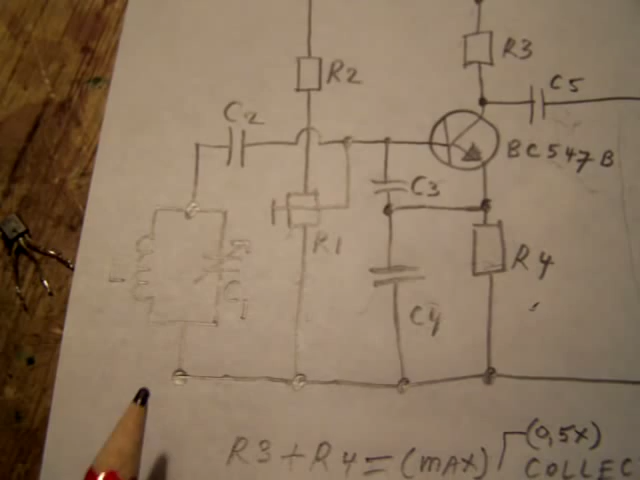 R3
R2
C5
C2
BC547B
C3
R1
R4
C4
R3+R4=(MAX) (0,5X)
COLLEC